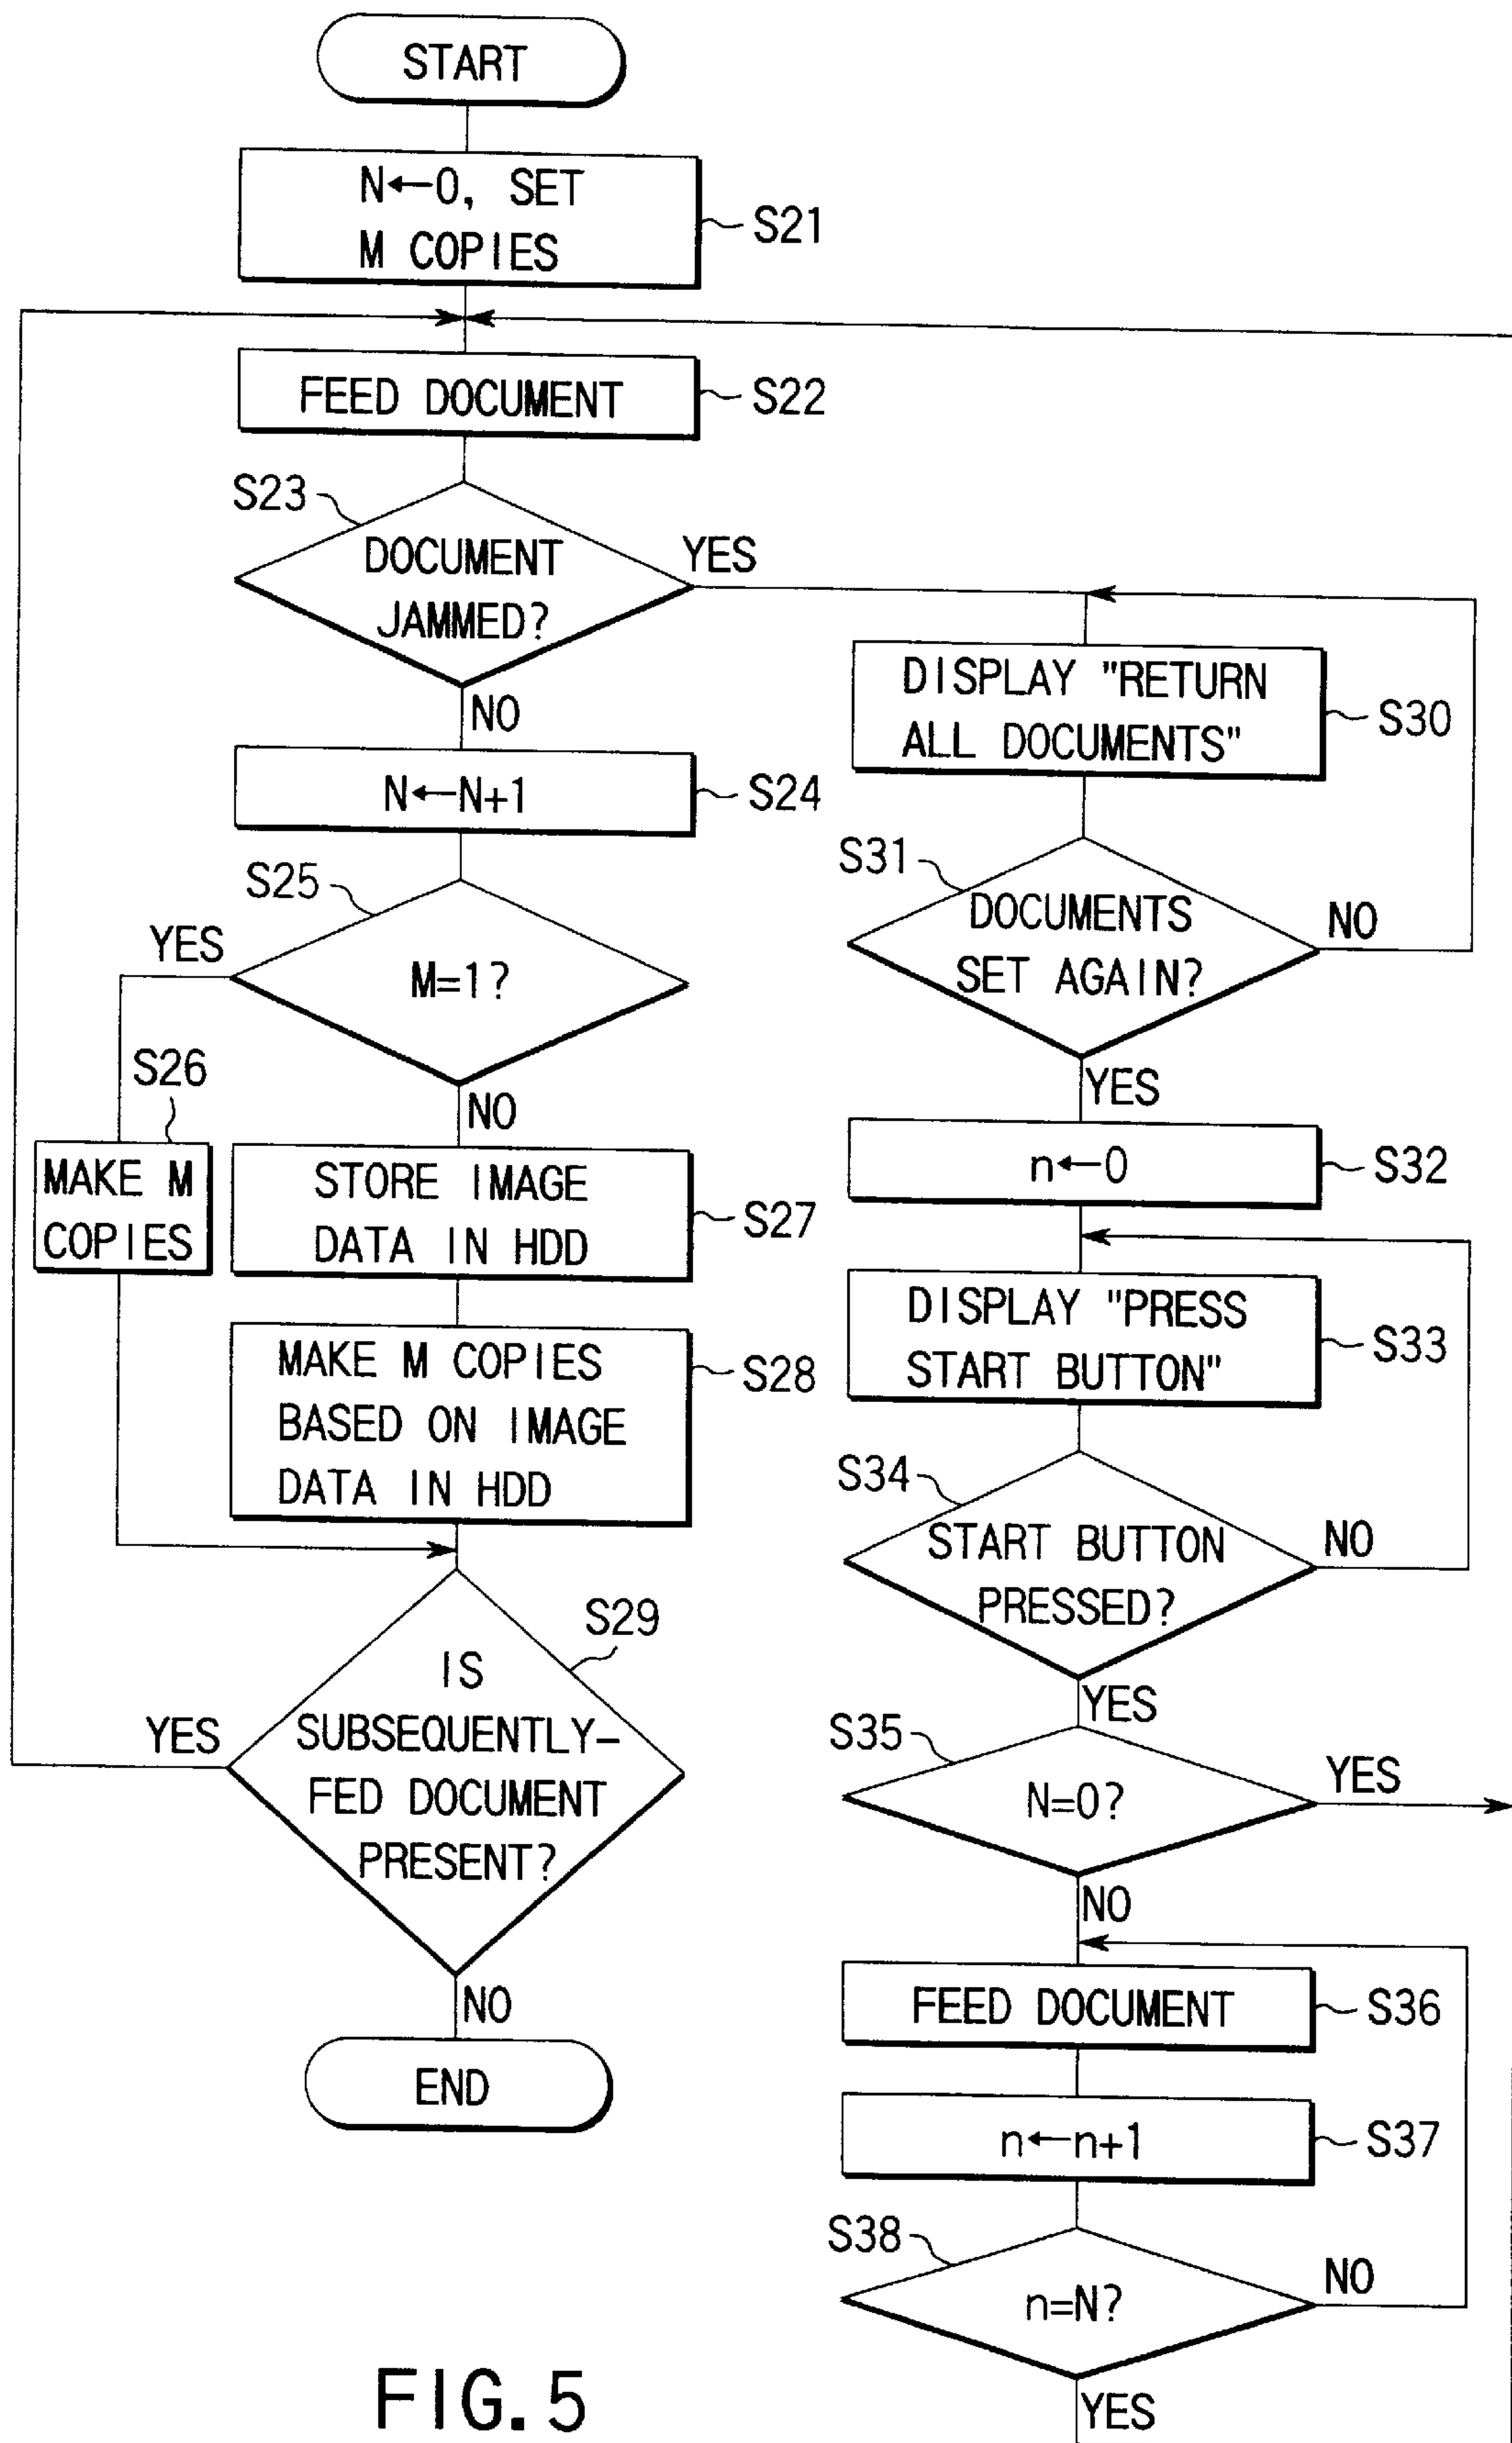 START
N←0, SET
M COPIES
S21
FEED DOCUMENT
S22
S23
DOCUMENT
JAMMED?
YES
NO
N←N+1
S24
S25
YES
M=1?
NO
S26
MAKE M
COPIES
STORE IMAGE
DATA IN HDD
S27
MAKE M COPIES
BASED ON IMAGE
DATA IN HDD
S28
S29
IS
SUBSEQUENTLY-
FED DOCUMENT
PRESENT?
YES
NO
END
DISPLAY "RETURN
ALL DOCUMENTS"
S30
S31
DOCUMENTS
SET AGAIN?
NO
YES
n←0
S32
DISPLAY "PRESS
START BUTTON"
S33
S34
START BUTTON
PRESSED?
NO
YES
S35
N=0?
YES
NO
FEED DOCUMENT
S36
n←n+1
S37
S38
n=N?
NO
YES
FIG. 5